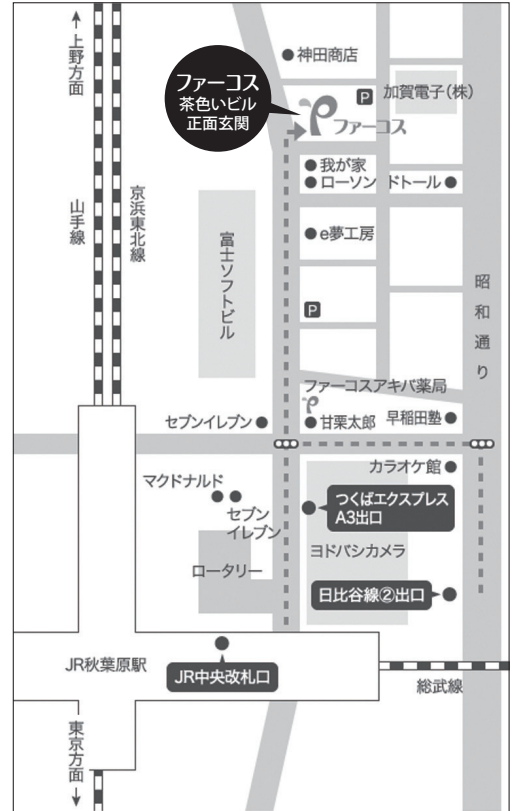 ↑上野方面
山手線
京浜東北線
ファーコス
茶色いビル
正面玄関
神田商店
P
加賀電子(株)
ファーコス
我が家
ローソン
ドトール
e夢工房
富士ソフトビル
P
昭和通り
ファーコスアキバ薬局
セブンイレブン
甘栗太郎
早稲田塾
カラオケ館
マクドナルド
セブン
イレブン
つくばエクスプレス
A3出口
ヨドバシカメラ
ロータリー
日比谷線②出口
JR秋葉原駅
JR中央改札口
総武線
東京方面↓